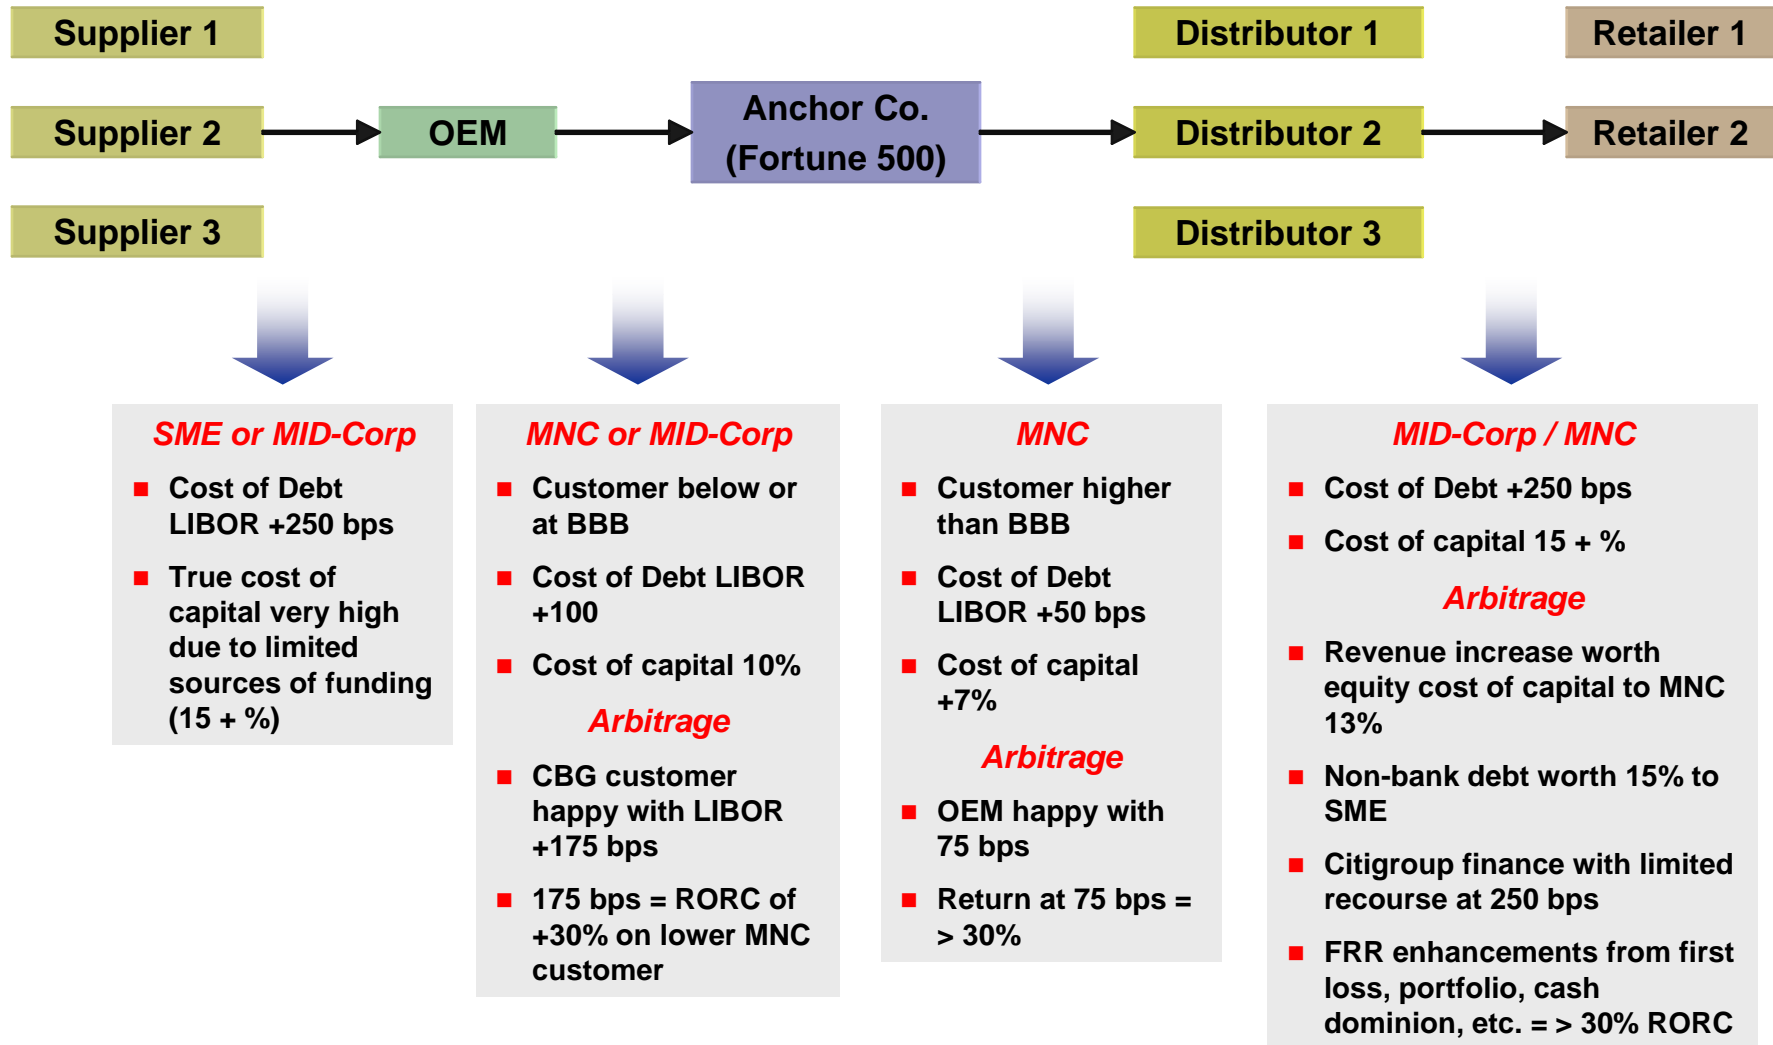 Supplier 1
Distributor 1
Retailer 1
Supplier 2
OEM
Anchor Co.
(Fortune 500)
Distributor 2
Retailer 2
Supplier 3
Distributor 3
SME or MID-Corp
Cost of Debt
LIBOR +250 bps
True cost of
capital very high
due to limited
sources of funding
(15 + %)
MNC or MID-Corp
Customer below or
at BBB
Cost of Debt LIBOR
+100
Cost of capital 10%
Arbitrage
CBG customer
happy with LIBOR
+175 bps
175 bps = RORC of
+30% on lower MNC
customer
MNC
Customer higher
than BBB
Cost of Debt
LIBOR +50 bps
Cost of capital
+7%
Arbitrage
OEM happy with
75 bps
Return at 75 bps =
> 30%
MID-Corp / MNC
Cost of Debt +250 bps
Cost of capital 15 + %
Arbitrage
Revenue increase worth
equity cost of capital to MNC
13%
Non-bank debt worth 15% to
SME
Citigroup finance with limited
recourse at 250 bps
FRR enhancements from first
loss, portfolio, cash
dominion, etc. = > 30% RORC